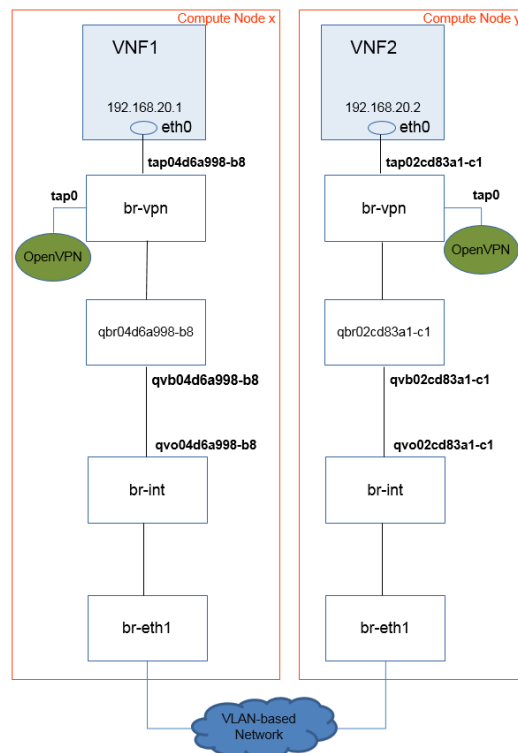 Compute Node x
VNF1
192.168.20.1
eth0
tap04d6a998-b8
tap0
br-vpn
OpenVPN
qbr04d6a998-b8
qvb04d6a998-b8
qvo04d6a998-b8
br-int
br-eth1
Compute Node y
VNF2
192.168.20.2
eth0
tap02cd83a1-c1
tap0
br-vpn
OpenVPN
qbr02cd83a1-c1
qvb02cd83a1-c1
qvo02cd83a1-c1
br-int
br-eth1
VLAN-based
Network